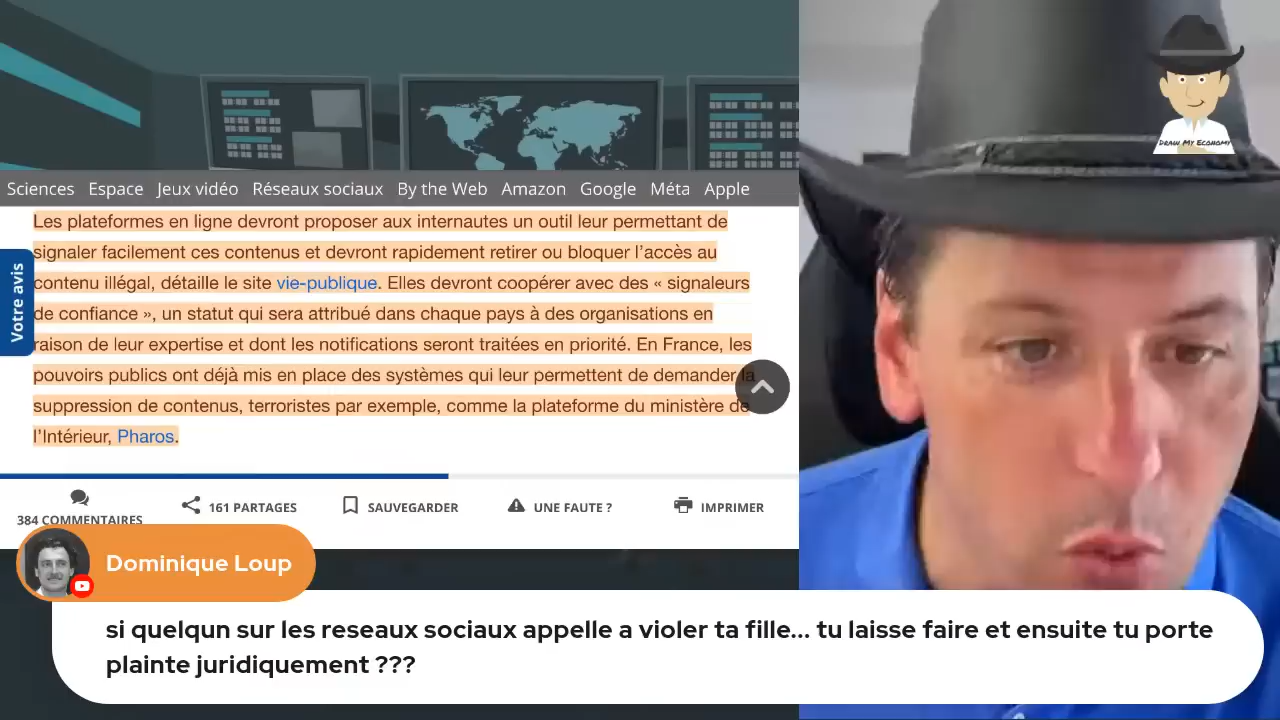 DRAW MY ECONOMY
Sciences Espace Jeux vidéo Réseaux sociaux By the Web Amazon Google Méta Apple
Les plateformes en ligne devront proposer aux internautes un outil leur permettant de
signaler facilement ces contenus et devront rapidement retirer ou bloquer l'accès au
contenu illégal, détaille le site vie-publique. Elles devront coopérer avec des « signaleurs
de confiance », un statut qui sera attribué dans chaque pays à des organisations en
raison de leur expertise et dont les notifications seront traitées en priorité. En France, les
pouvoirs publics ont déjà mis en place des systèmes qui leur permettent de demander la
suppression de contenus, terroristes par exemple, comme la plateforme du ministère de
l'Intérieur, Pharos.
Votre avis
384 COMMENTAIRES
161 PARTAGES
SAUVEGARDER
UNE FAUTE ?
IMPRIMER
Dominique Loup
si quelqun sur les reseaux sociaux appelle a violer ta fille... tu laisse faire et ensuite tu porte
plainte juridiquement ???